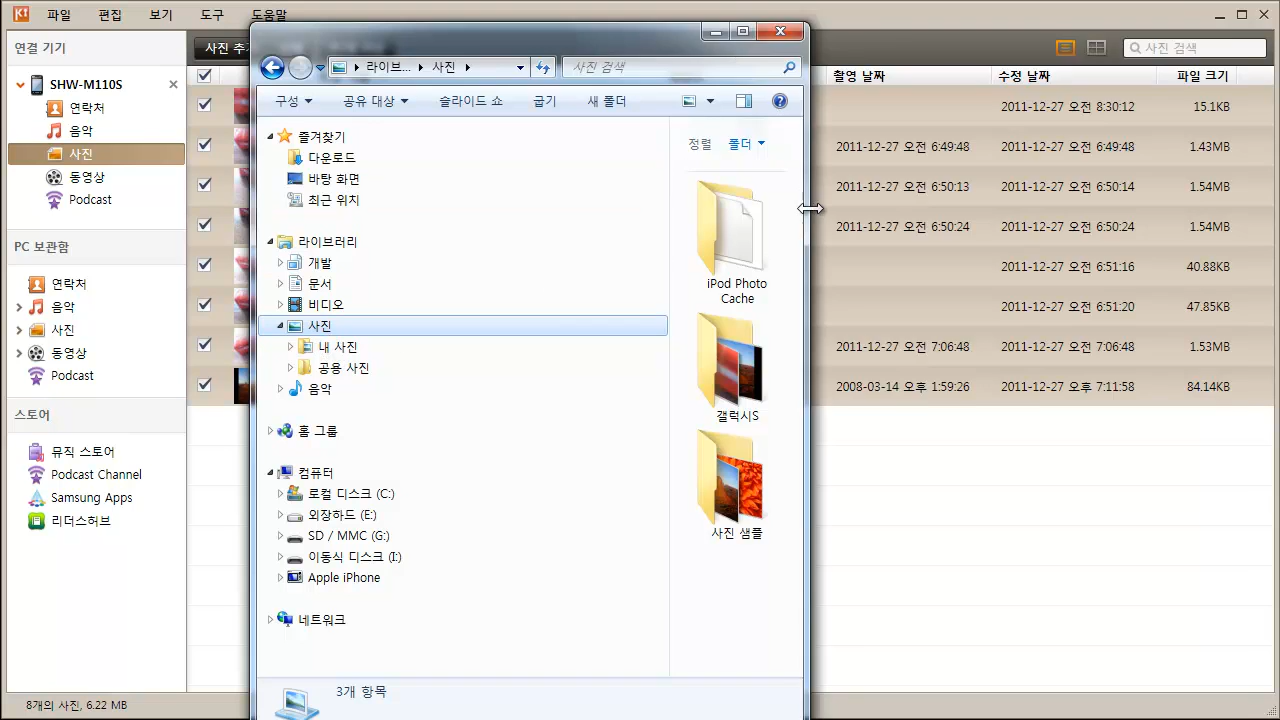 파일 편집 보기 도구 도움말
연결 기기
SHW-M110S
연락처
음악
사진
동영상
Podcast
PC 보관함
연락처
음악
사진
동영상
Podcast
스토어
뮤직 스토어
Podcast Channel
Samsung Apps
리더스허브
8개의 사진, 6.22 MB
사진 추
라이브... 사진
사진 검색
구성 공유 대상 슬라이드 쇼 굽기 새 폴더
즐겨찾기
다운로드
바탕 화면
최근 위치
라이브러리
개발
문서
비디오
사진
내 사진
공용 사진
음악
홈 그룹
컴퓨터
로컬 디스크 (C:)
외장하드 (E:)
SD / MMC (G:)
이동식 디스크 (I:)
Apple iPhone
네트워크
정렬 폴더
iPod Photo
Cache
갤럭시S
사진 샘플
3개 항목
사진 검색
촬영 날짜 수정 날짜 파일 크기
2011-12-27 오전 8:30:12 15.1KB
2011-12-27 오전 6:49:48 2011-12-27 오전 6:49:48 1.43MB
2011-12-27 오전 6:50:13 2011-12-27 오전 6:50:14 1.54MB
2011-12-27 오전 6:50:24 2011-12-27 오전 6:50:24 1.54MB
2011-12-27 오전 6:51:16 40.88KB
2011-12-27 오전 6:51:20 47.85KB
2011-12-27 오전 7:06:48 2011-12-27 오전 7:06:48 1.53MB
2008-03-14 오후 1:59:26 2011-12-27 오후 7:11:58 84.14KB